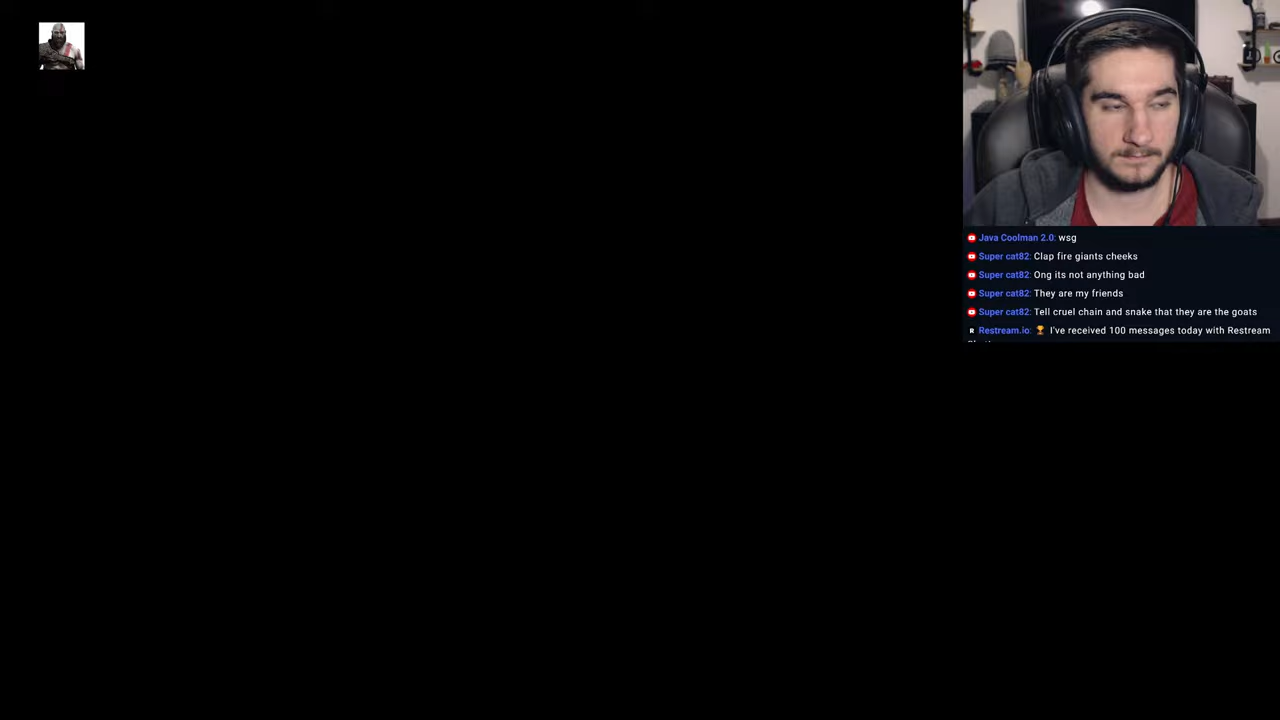 Java Coolman 2.0: wsg
Super cat82: Clap fire giants cheeks
Super cat82: Ong its not anything bad
Super cat82: They are my friends
Super cat82: Tell cruel chain and snake that they are the goats
R Restream.io: 🏆 I've received 100 messages today with Restream